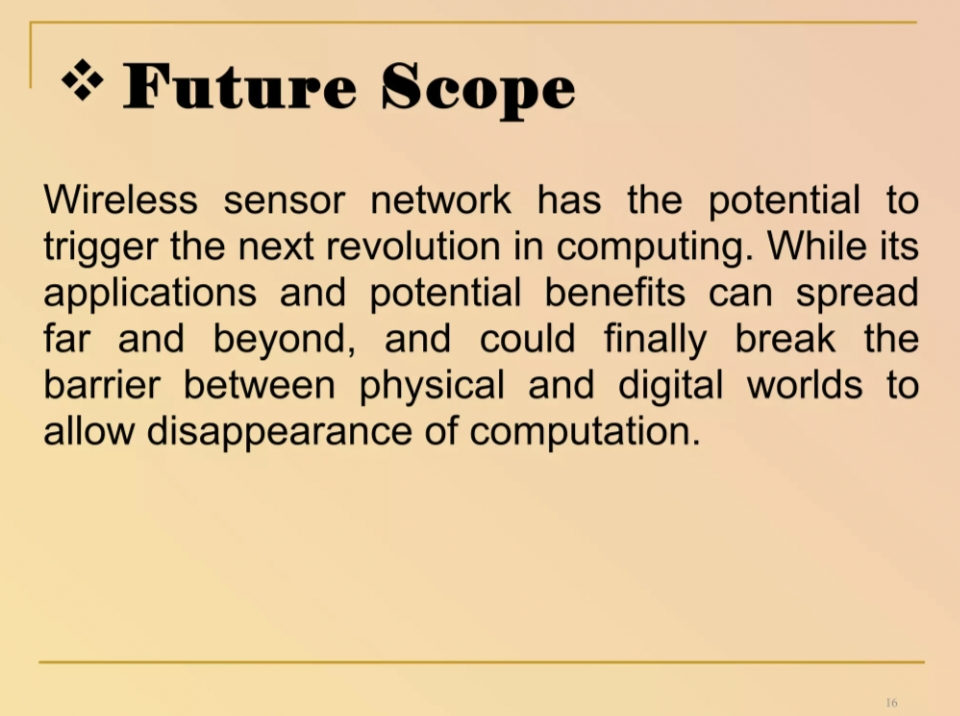 ❖ Future Scope
Wireless sensor network has the potential to
trigger the next revolution in computing. While its
applications and potential benefits can spread
far and beyond, and could finally break the
barrier between physical and digital worlds to
allow disappearance of computation.
16